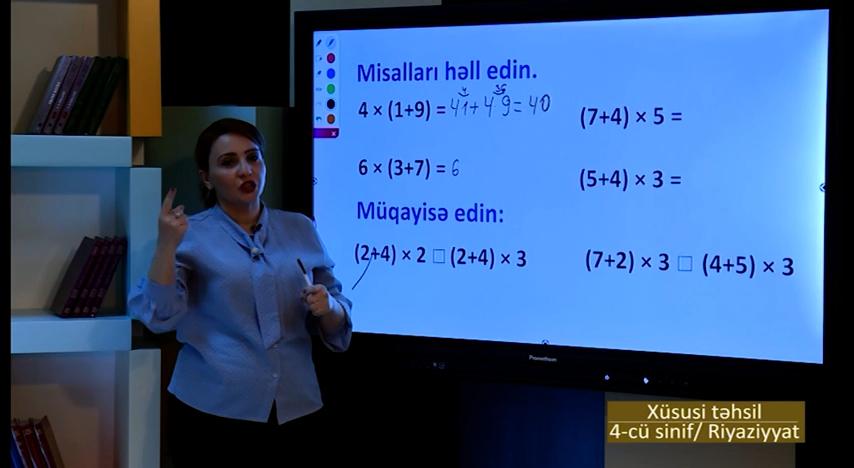 Misalları həll edin.
4 × (1+9) = 4·1+4·9=40
4 36
(7+4) × 5 =
6 × (3+7) = 6
(5+4) × 3 =
Müqayisə edin:
(2+4) × 2 □ (2+4) × 3
(7+2) × 3 □ (4+5) × 3
Promethean
Xüsusi təhsil
4-cü sinif/ Riyaziyyat